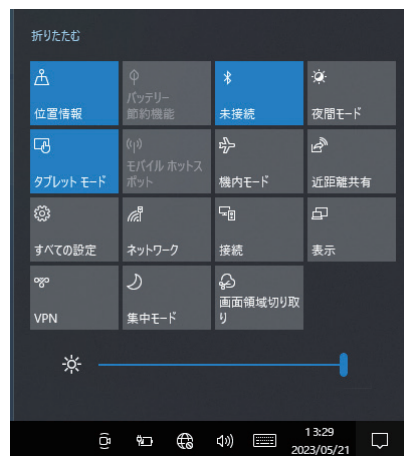 折りたたむ
位置情報
バッテリー
節約機能
未接続
夜間モード
タブレット モード
モバイル ホットス
ポット
機内モード
近距離共有
すべての設定
ネットワーク
接続
表示
VPN
集中モード
画面領域切り取
り
13:29
2023/05/21